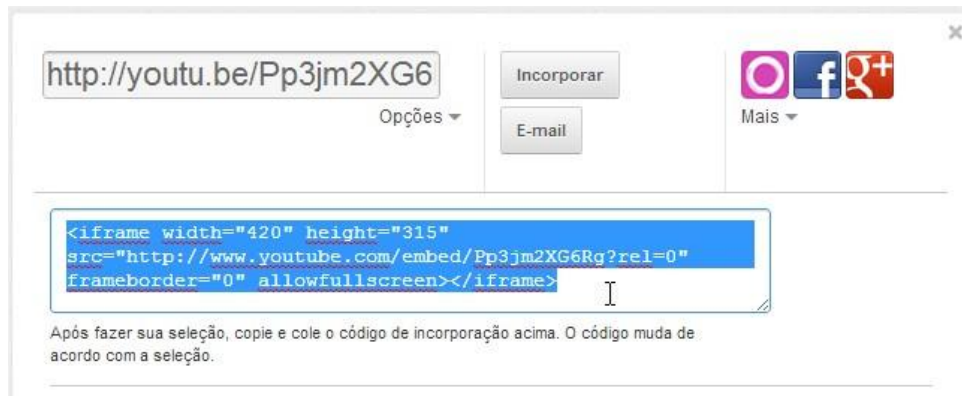 http://youtu.be/Pp3jm2XG6
Opções
Incorporar
E-mail
Mais
<iframe width="420" height="315"
src="http://www.youtube.com/embed/Pp3jm2XG6Rg?rel=0"
frameborder="0" allowfullscreen></iframe>
Após fazer sua seleção, copie e cole o código de incorporação acima. O código muda de
acordo com a seleção.